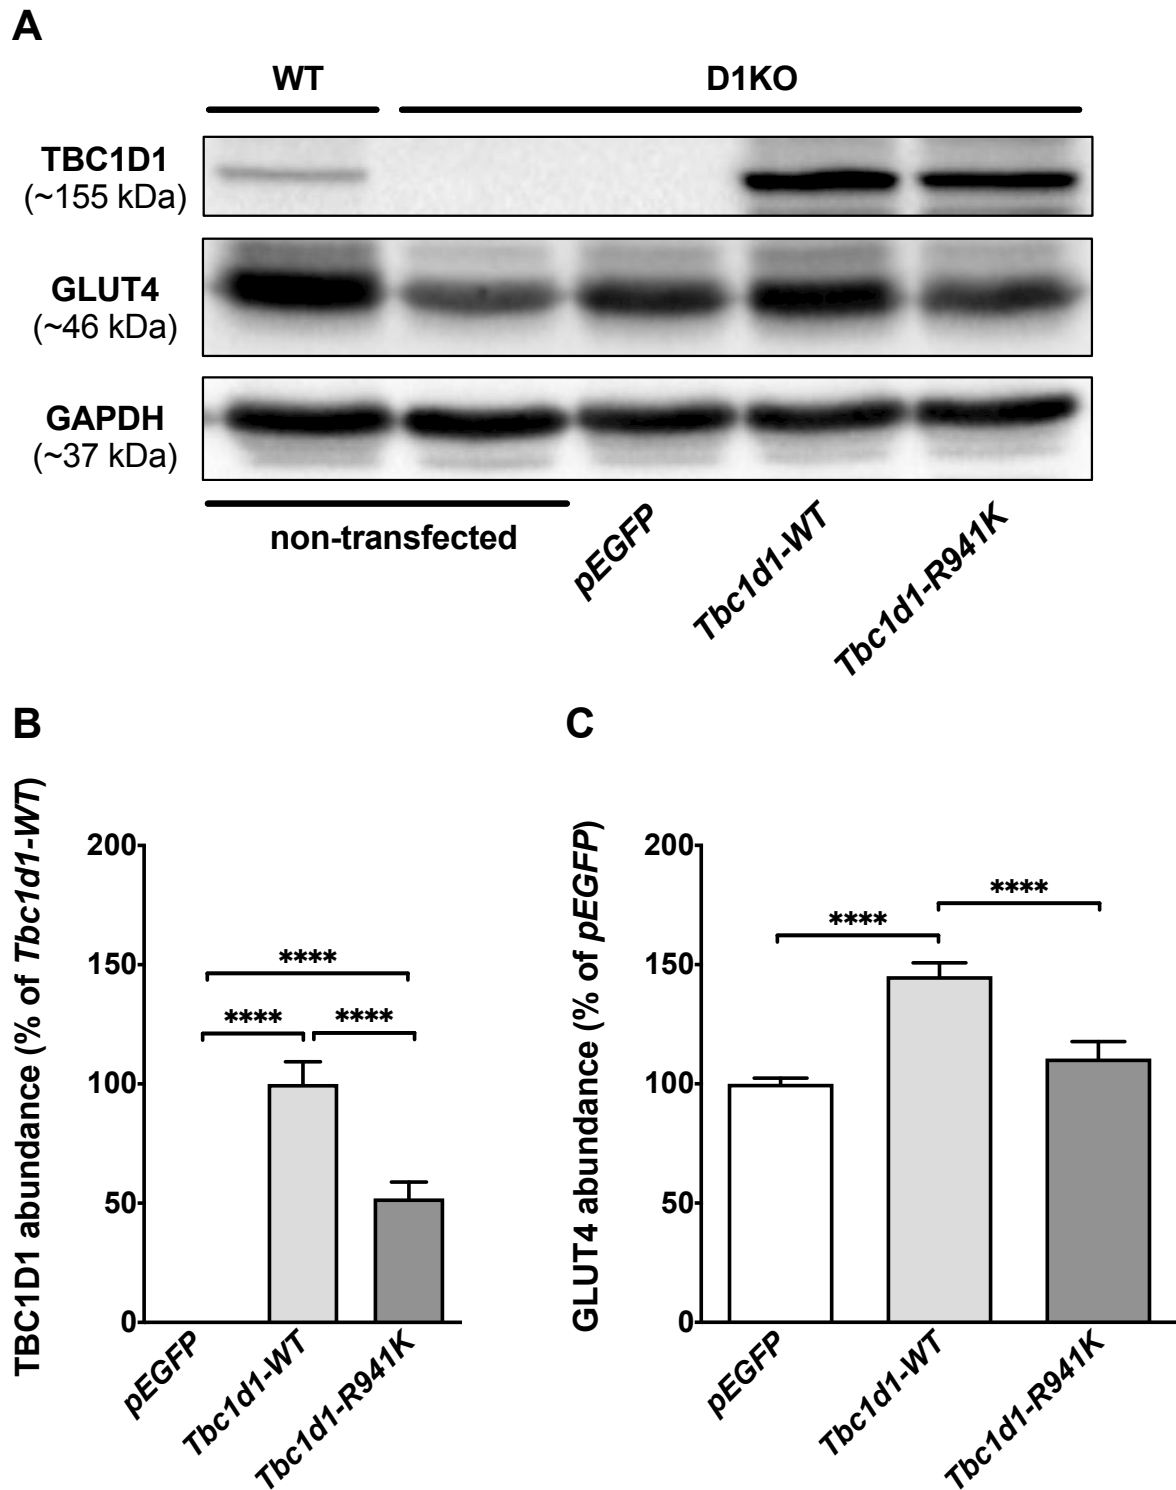 A
WT
D1KO
TBC1D1
(~155 kDa)
GLUT4
(~46 kDa)
GAPDH
(~37 kDa)
non-transfected
pEGFP
Tbc1d1-WT
Tbc1d1-R941K
B
TBC1D1 abundance (% of Tbc1d1-WT)
200
150
100
50
0
****
**** ****
pEGFP
Tbc1d1-WT
Tbc1d1-R941K
C
GLUT4 abundance (% of pEGFP)
200
150
100
50
0
****
****
pEGFP
Tbc1d1-WT
Tbc1d1-R941K